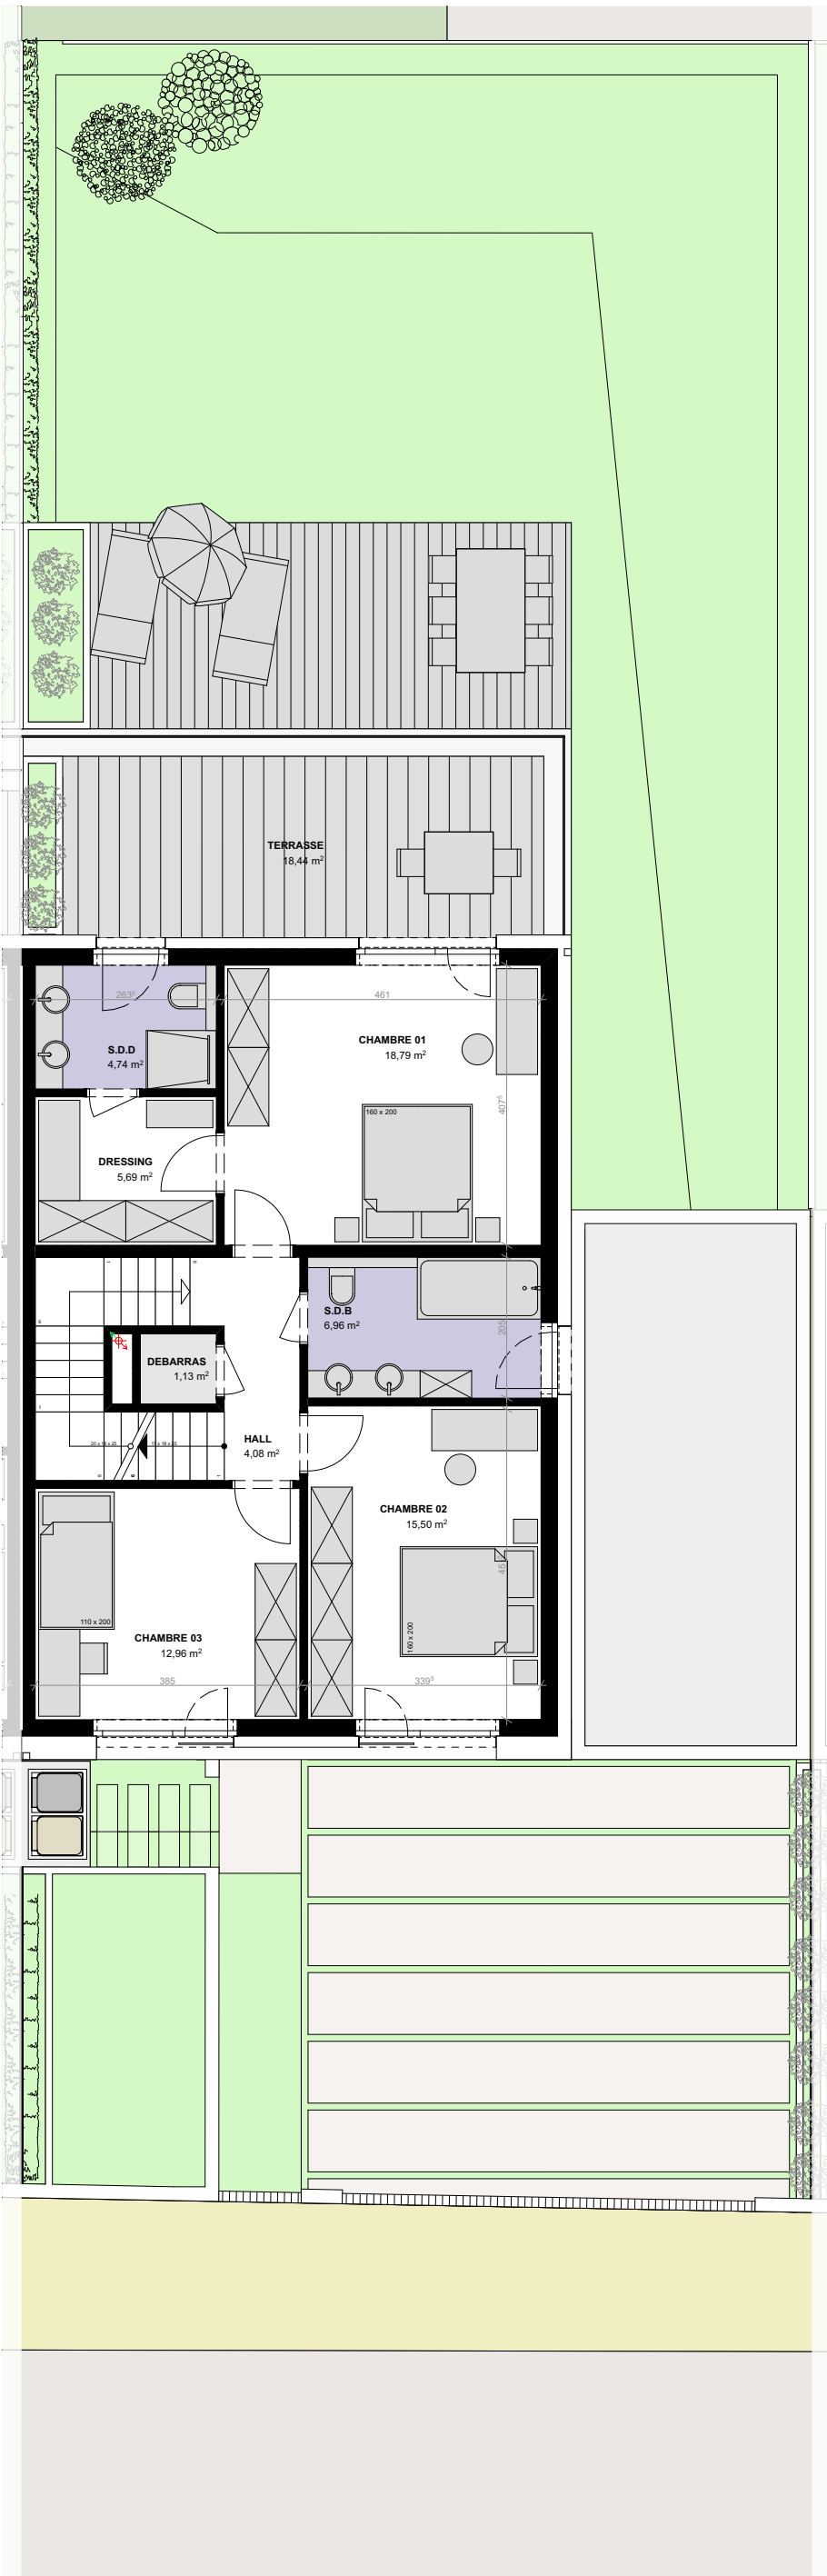 TERRASSE
18,44 m²
263⁵
461
S.D.D
4,74 m²
CHAMBRE 01
18,79 m²
407⁵
160 x 200
DRESSING
5,69 m²
S.D.B
6,96 m²
205
DEBARRAS
1,13 m²
HALL
4,08 m²
CHAMBRE 02
15,50 m²
160 x 200
110 x 200
CHAMBRE 03
12,96 m²
385
339⁵